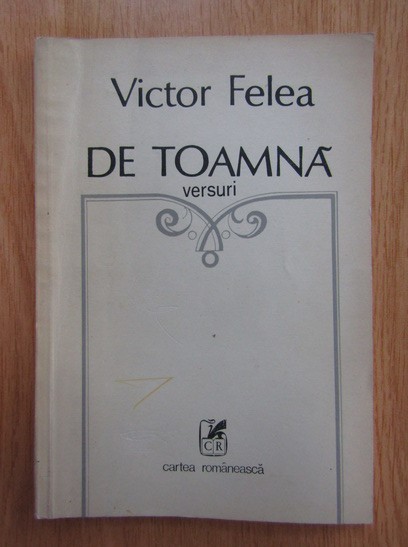 Victor Felea
DE TOAMNĂ
versuri
CR
cartea românească